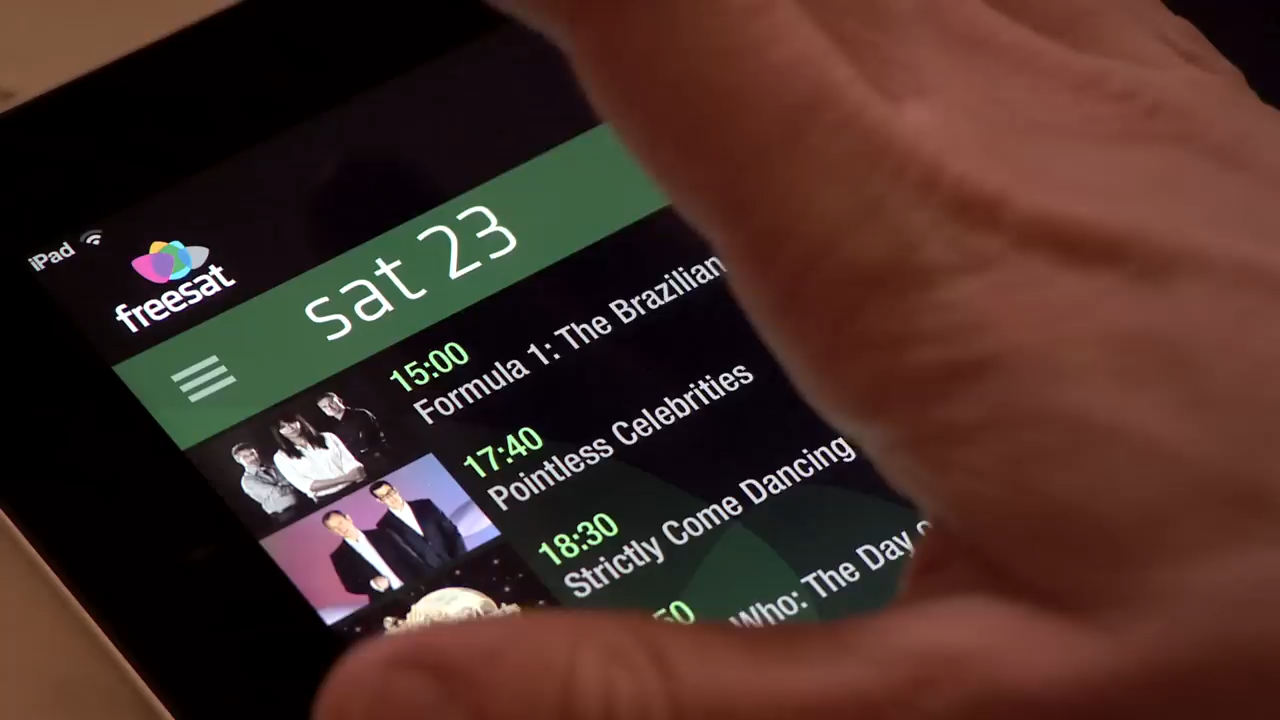 iPad
freesat
sat 23
15:00
Formula 1: The Brazilian
17:40
Pointless Celebrities
18:30
Strictly Come Dancing
50
Who: The Day